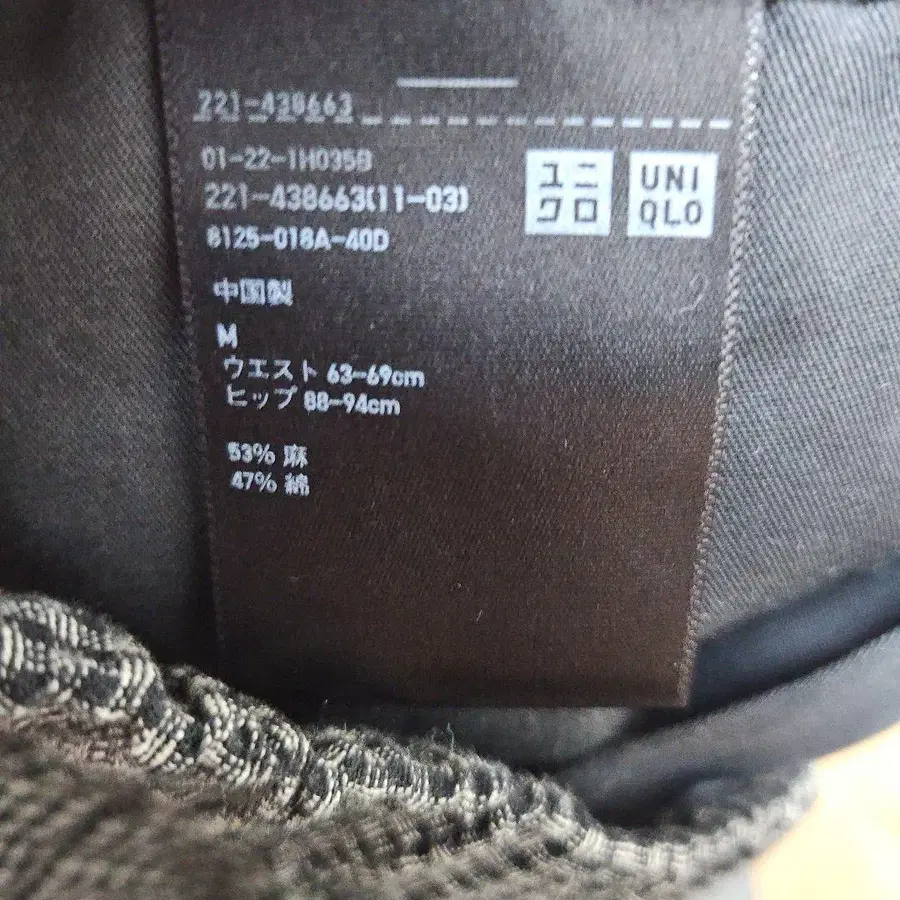 221-438663
01-22-1H035B
221-438663(11-03)
8125-018A-40D
ユニ
クロ
UNI
QLO
中国製
M
ウエスト 63-69cm
ヒップ 88-94cm
53% 麻
47% 綿